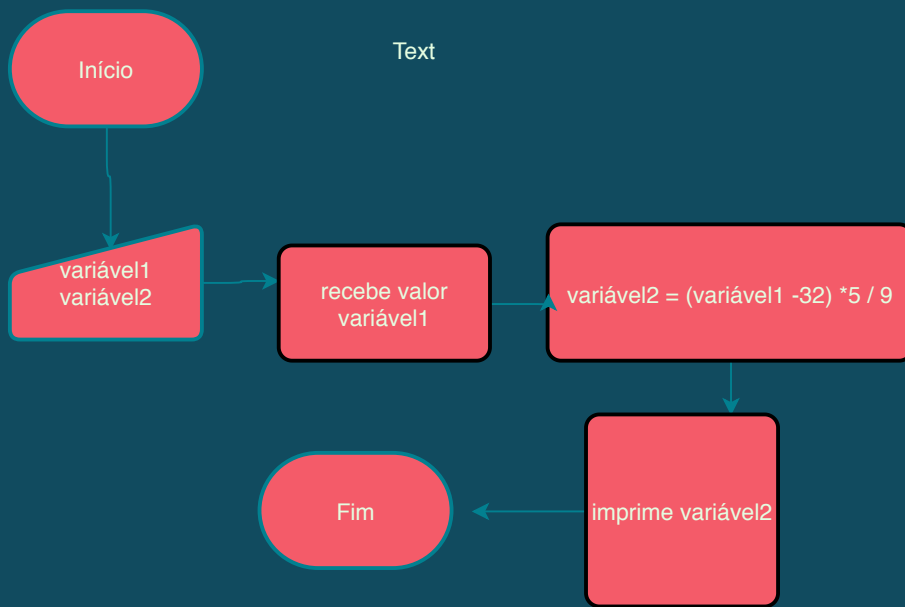 Início
Text
variável1
variável2
recebe valor
variável1
variável2 = (variável1 -32) *5 / 9
imprime variável2
Fim